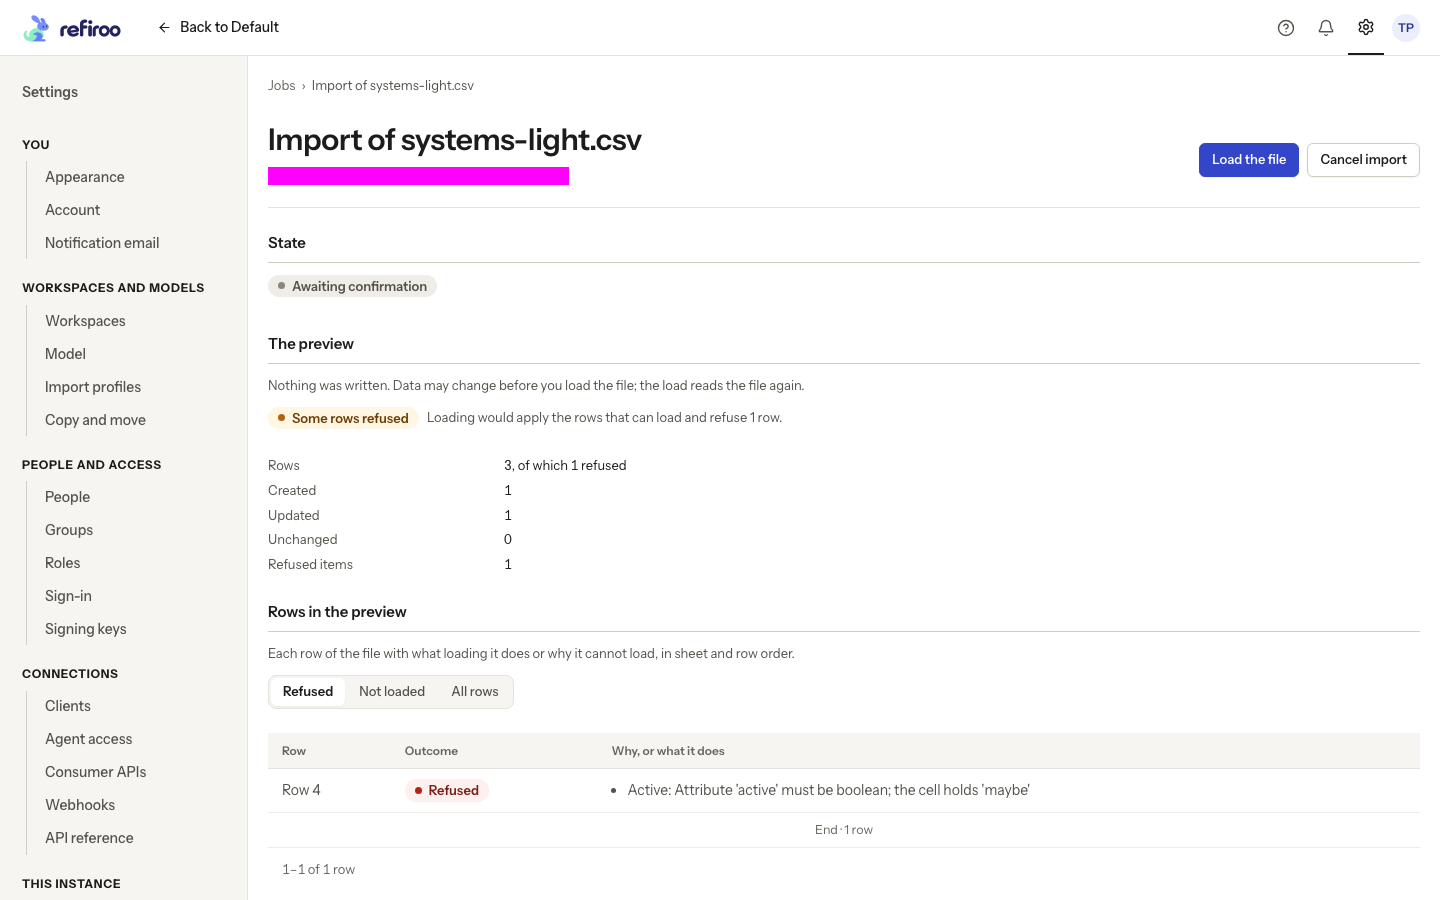 refiroo
Back to Default
TP
Settings
YOU
Appearance
Account
Notification email
WORKSPACES AND MODELS
Workspaces
Model
Import profiles
Copy and move
PEOPLE AND ACCESS
People
Groups
Roles
Sign-in
Signing keys
CONNECTIONS
Clients
Agent access
Consumer APIs
Webhooks
API reference
THIS INSTANCE
Jobs › Import of systems-light.csv
Import of systems-light.csv
Load the file
Cancel import
State
Awaiting confirmation
The preview
Nothing was written. Data may change before you load the file; the load reads the file again.
Some rows refused Loading would apply the rows that can load and refuse 1 row.
Rows 3, of which 1 refused
Created 1
Updated 1
Unchanged 0
Refused items 1
Rows in the preview
Each row of the file with what loading it does or why it cannot load, in sheet and row order.
Refused Not loaded All rows
Row Outcome Why, or what it does
Row 4 Refused • Active: Attribute 'active' must be boolean; the cell holds 'maybe'
End · 1 row
1–1 of 1 row